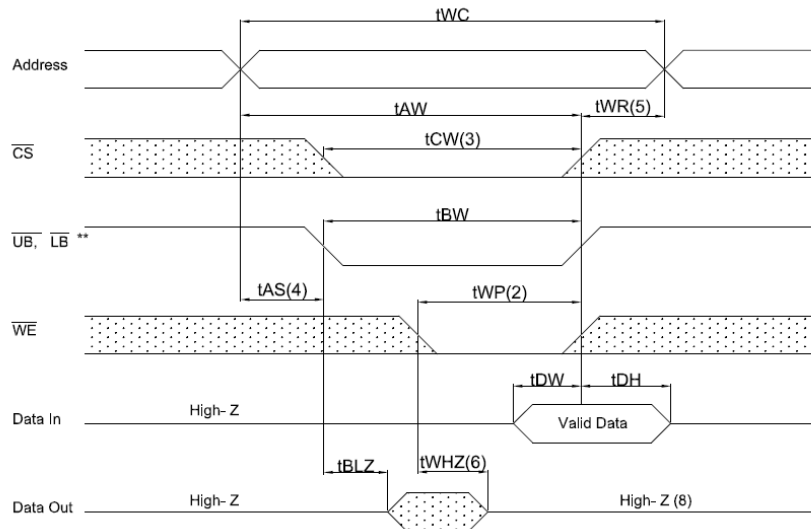 tWC
Address
tAW
tWR(5)
CS
tCW(3)
UB, LB **
tBW
tAS(4)
tWP(2)
WE
tDW
tDH
Data In
High- Z
Valid Data
tBLZ
tWHZ(6)
Data Out
High- Z
High- Z (8)